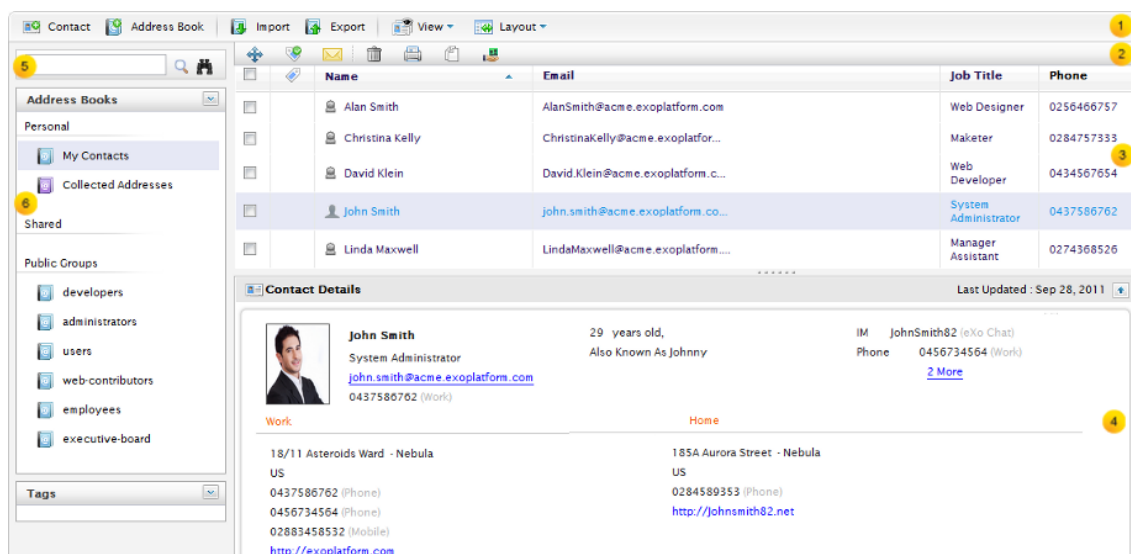 Contact Address Book Import Export View Layout 1
2
5
Name Email Job Title Phone
Address Books
Personal
My Contacts
Collected Addresses
6
Shared
Public Groups
developers
administrators
users
web-contributors
employees
executive-board
Tags
Alan Smith AlanSmith@acme.exoplatform.com Web Designer 0256466757
Christina Kelly ChristinaKelly@acme.exoplatfor... Maketer 0284757333
3
David Klein David.Klein@acme.exoplatform.c... Web Developer 0434567654
John Smith john.smith@acme.exoplatform.co... System Administrator 0437586762
Linda Maxwell LindaMaxwell@acme.exoplatform.... Manager Assistant 0274368526
Contact Details Last Updated : Sep 28, 2011
John Smith
System Administrator
john.smith@acme.exoplatform.com
0437586762 (Work)
29 years old,
Also Known As Johnny
IM JohnSmith82 (eXo Chat)
Phone 0456734564 (Work)
2 More
4
Work
18/11 Asteroids Ward - Nebula
US
0437586762 (Phone)
0456734564 (Phone)
02883458532 (Mobile)
http://exoplatform.com
Home
185A Aurora Street - Nebula
US
0284589353 (Phone)
http://Johnsmith82.net